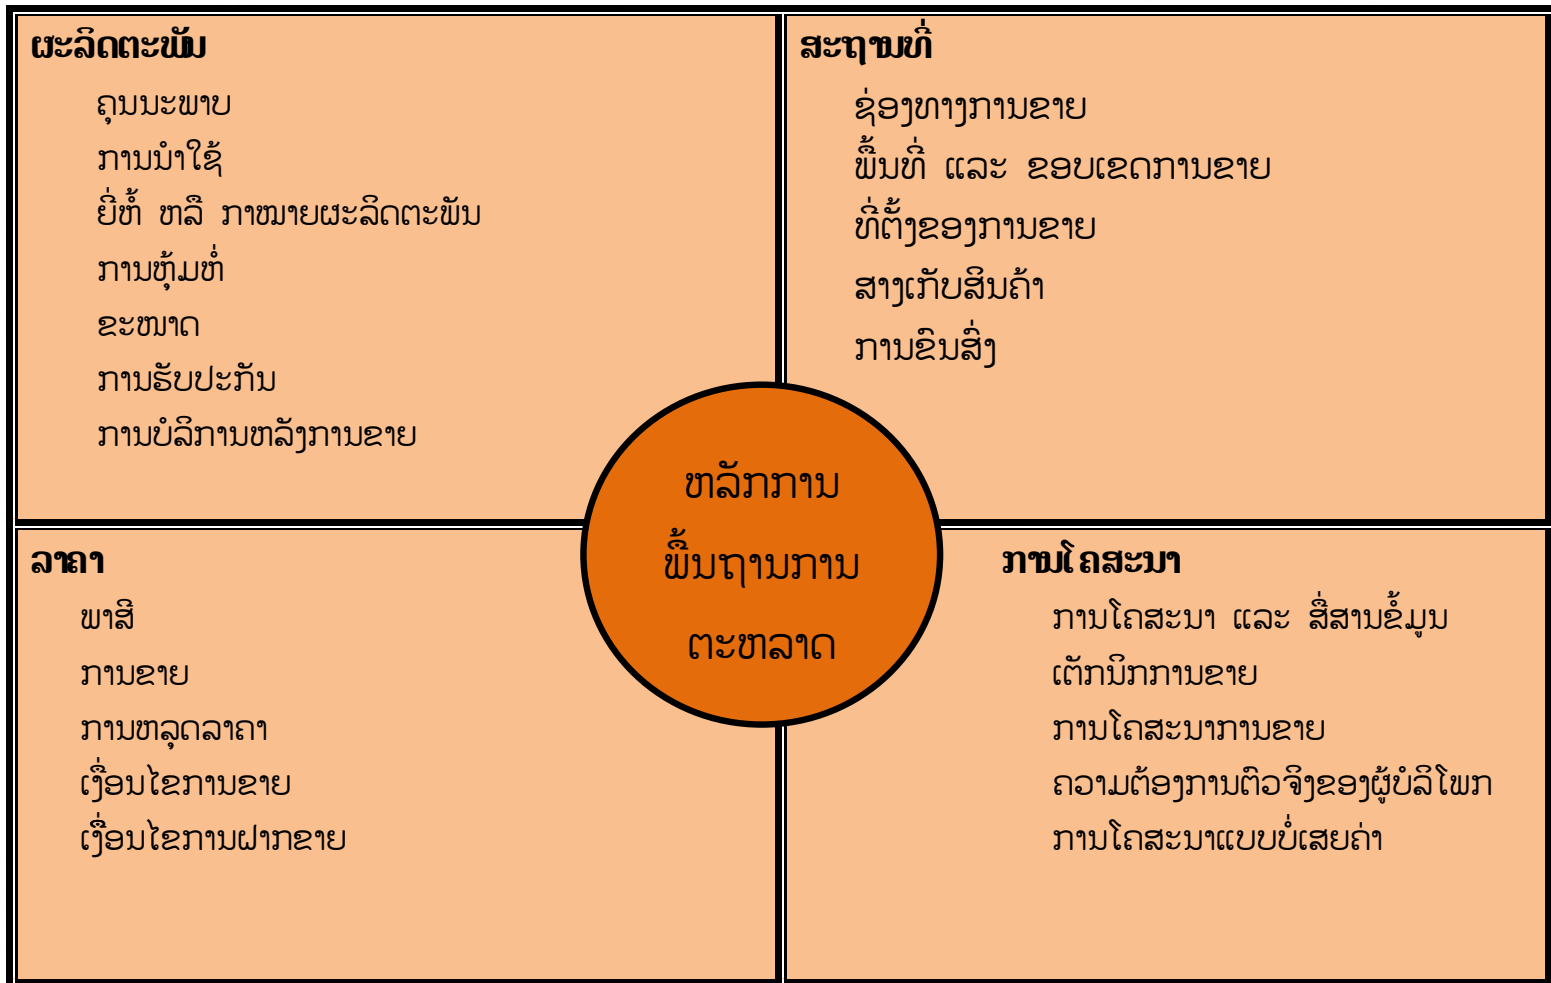 ຜະລິດຕະພັນ
ຄຸນນະພາບ
ການນຳໃຊ້
ຍີ່ຫໍ້ ຫລື ກາໝາຍຜະລິດຕະພັນ
ການຫຸ້ມຫໍ່
ຂະໜາດ
ການຮັບປະກັນ
ການບໍລິການຫລັງການຂາຍ
ສະຖານທີ່
ຊ່ອງທາງການຂາຍ
ພື້ນທີ່ ແລະ ຂອບເຂດການຂາຍ
ທີ່ຕັ້ງຂອງການຂາຍ
ສາງເກັບສິນຄ້າ
ການຂົນສົ່ງ
ຫລັກການ
ພື້ນຖານການ
ຕະຫລາດ
ລາຄາ
ພາສີ
ການຂາຍ
ການຫລຸດລາຄາ
ເງື່ອນໄຂການຂາຍ
ເງື່ອນໄຂການຝາກຂາຍ
ການໂຄສະນາ
ການໂຄສະນາ ແລະ ສື່ສານຂໍ້ມູນ
ເຕັກນິກການຂາຍ
ການໂຄສະນາການຂາຍ
ຄວາມຕ້ອງການຕົວຈິງຂອງຜູ້ບໍລິໂພກ
ການໂຄສະນາແບບບໍ່ເສຍຄ່າ